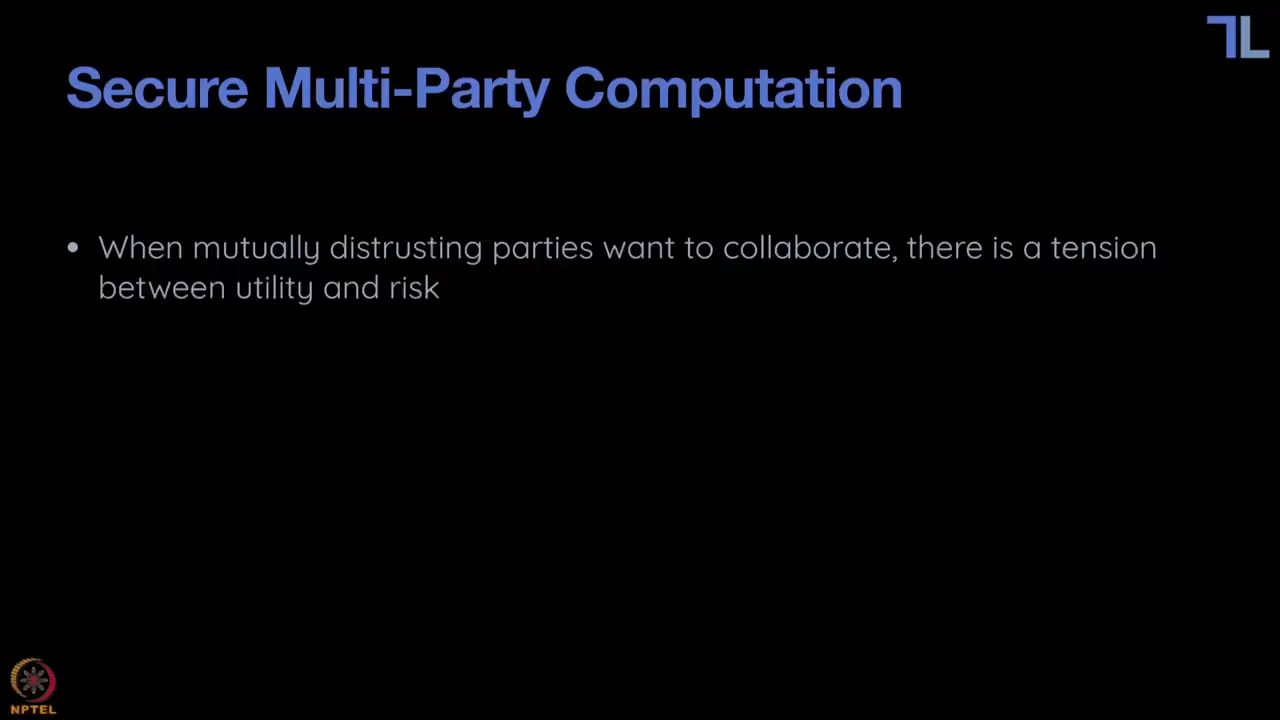 TL
Secure Multi-Party Computation
• When mutually distrusting parties want to collaborate, there is a tension
between utility and risk
NPTEL